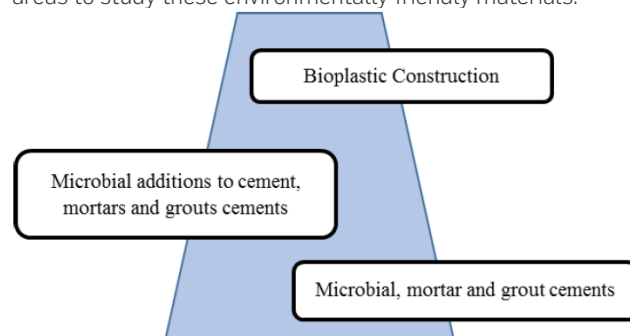 areas to study these environmentally friendly materials.
Bioplastic Construction
Microbial additions to cement,
mortars and grouts cements
Microbial, mortar and grout cements